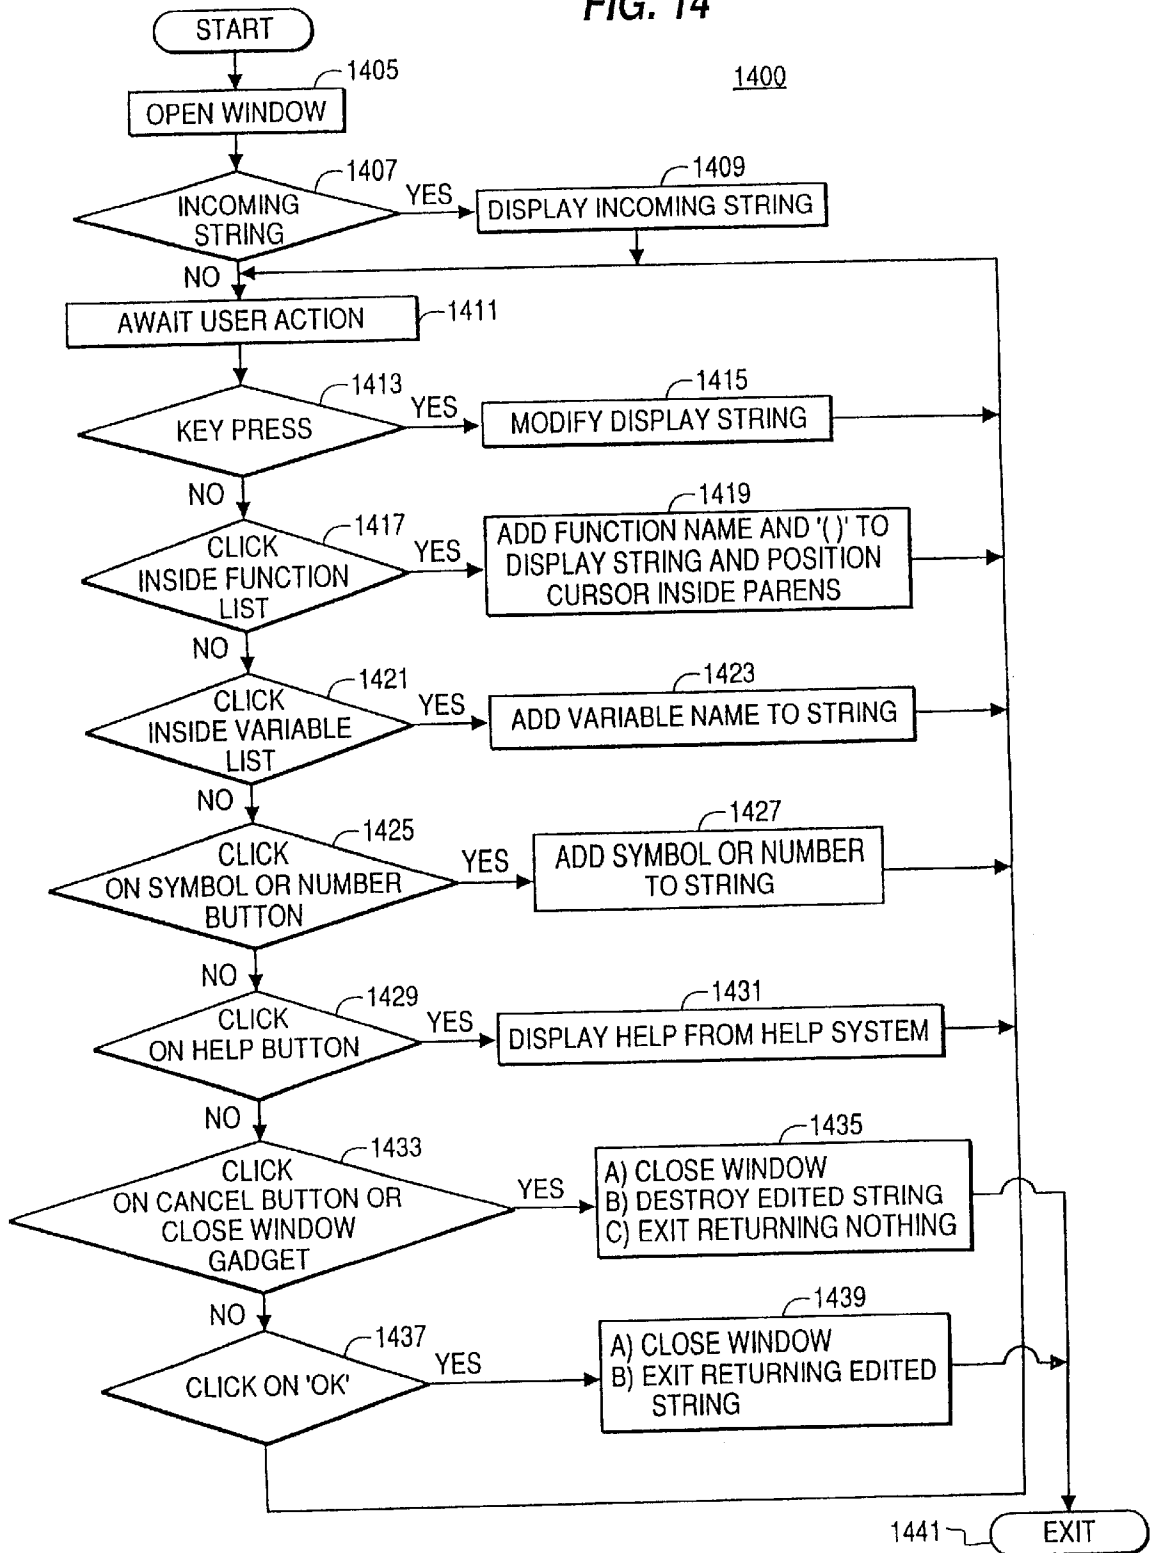 FIG. 14
START
1400
1405
OPEN WINDOW
1407
INCOMING
STRING
YES
1409
DISPLAY INCOMING STRING
NO
AWAIT USER ACTION
1411
1413
KEY PRESS
YES
1415
MODIFY DISPLAY STRING
NO
1417
CLICK
INSIDE FUNCTION
LIST
YES
1419
ADD FUNCTION NAME AND '( )' TO
DISPLAY STRING AND POSITION
CURSOR INSIDE PARENS
NO
1421
CLICK
INSIDE VARIABLE
LIST
YES
1423
ADD VARIABLE NAME TO STRING
NO
1425
CLICK
ON SYMBOL OR NUMBER
BUTTON
YES
1427
ADD SYMBOL OR NUMBER
TO STRING
NO
1429
CLICK
ON HELP BUTTON
YES
1431
DISPLAY HELP FROM HELP SYSTEM
NO
1433
CLICK
ON CANCEL BUTTON OR
CLOSE WINDOW
GADGET
YES
1435
A) CLOSE WINDOW
B) DESTROY EDITED STRING
C) EXIT RETURNING NOTHING
NO
1437
CLICK ON 'OK'
YES
1439
A) CLOSE WINDOW
B) EXIT RETURNING EDITED
STRING
1441
EXIT